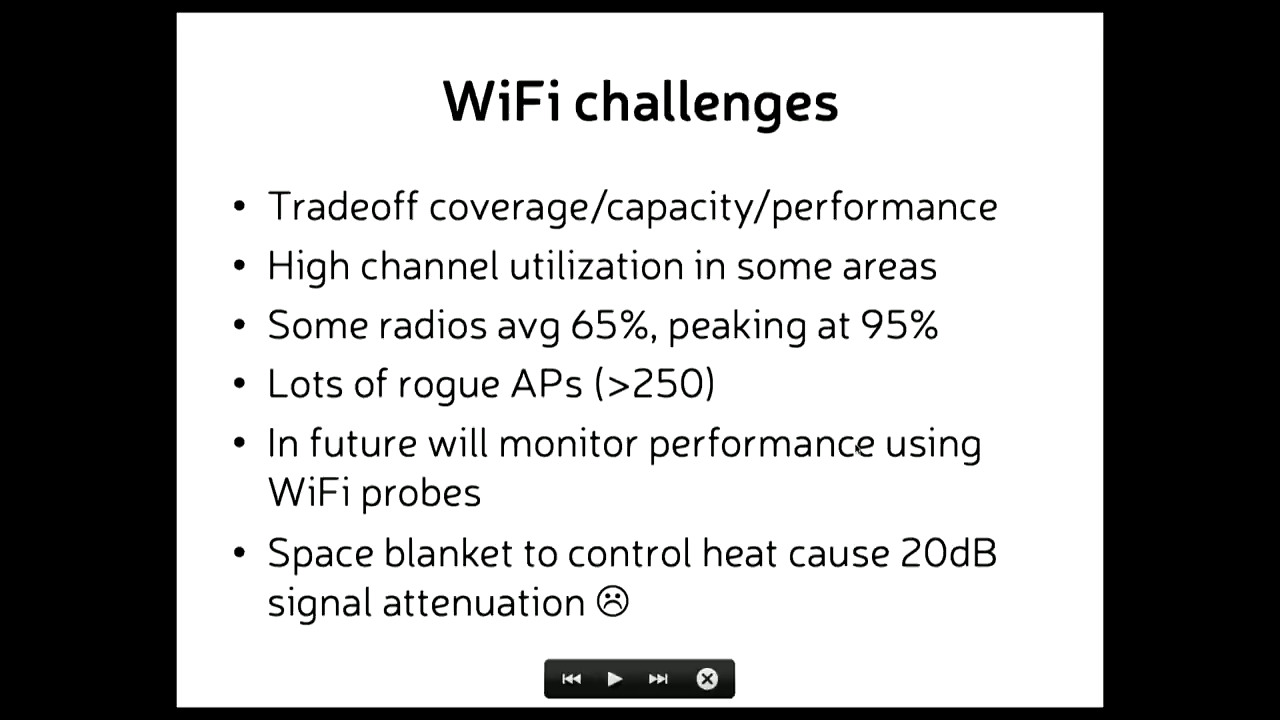 WiFi challenges
• Tradeoff coverage/capacity/performance
• High channel utilization in some areas
• Some radios avg 65%, peaking at 95%
• Lots of rogue APs (>250)
• In future will monitor performance using
WiFi probes
• Space blanket to control heat cause 20dB
signal attenuation ☹